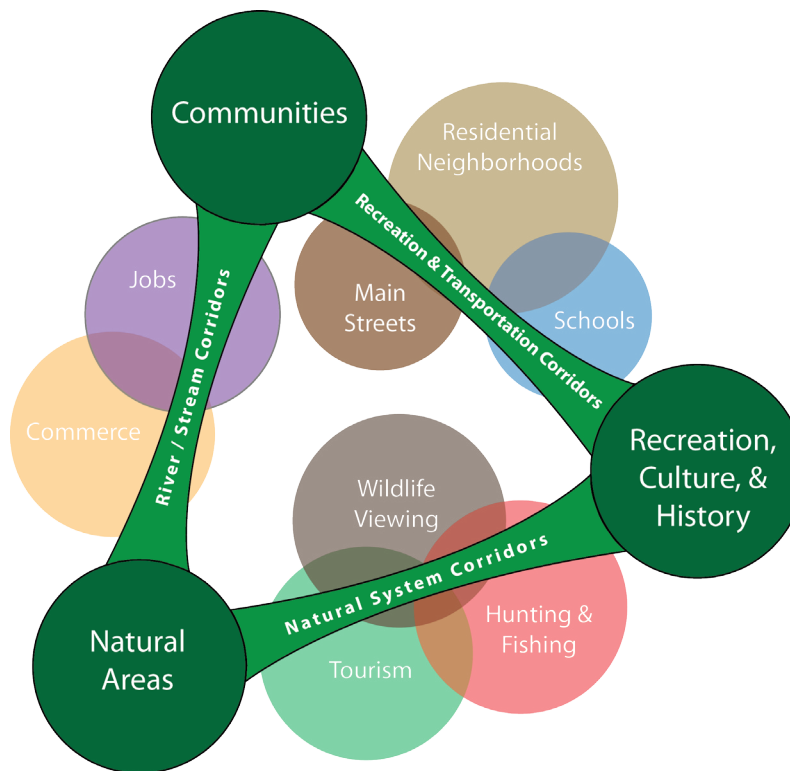 Communities
Residential
Neighborhoods
Recreation & Transportation Corridors
Jobs
Main
Streets
Schools
River / Stream Corridors
Commerce
Recreation,
Culture, &
History
Wildlife
Viewing
Natural System Corridors
Hunting &
Fishing
Natural
Areas
Tourism